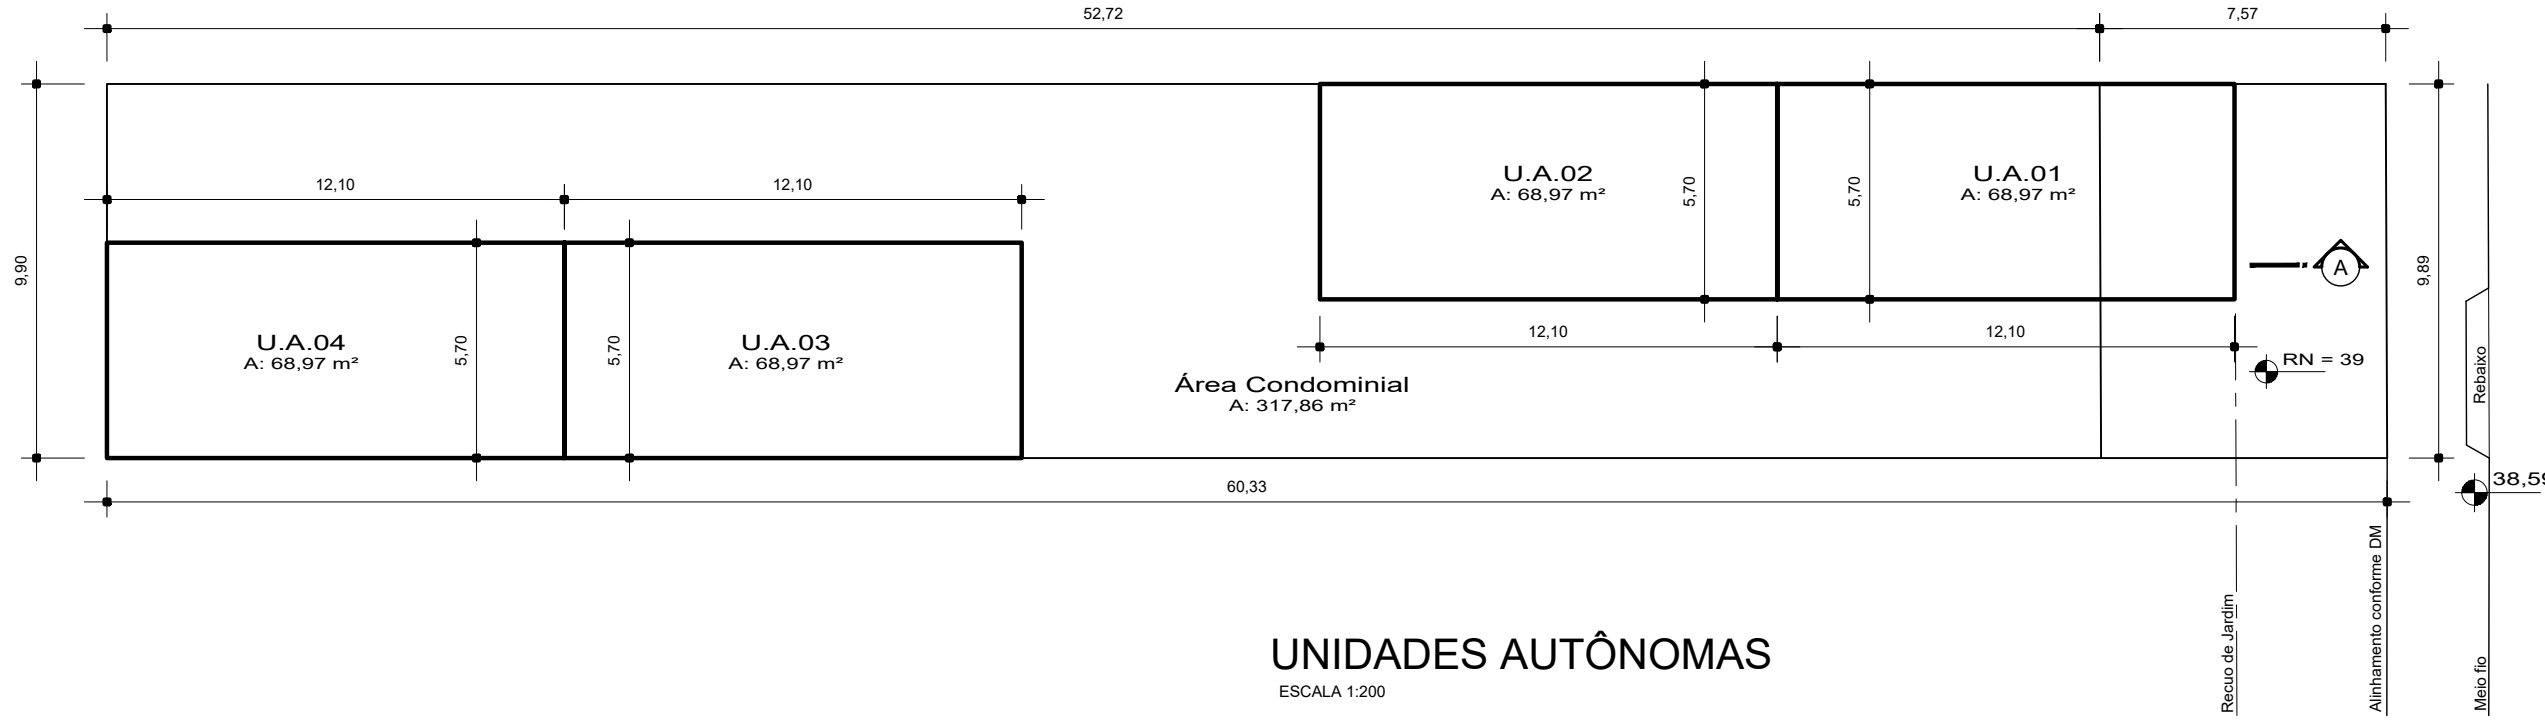 52,72
7,57
U.A.02
A: 68,97 m²
5,70
5,70
U.A.01
A: 68,97 m²
12,10
12,10
9,90
9,89
A
U.A.04
A: 68,97 m²
5,70
5,70
U.A.03
A: 68,97 m²
12,10
12,10
RN = 39
Rebaixo
Área Condominial
A: 317,86 m²
60,33
38,59
UNIDADES AUTÔNOMAS
ESCALA 1:200
Recuo de Jardim
Alinhamento conforme DM
Meio fio